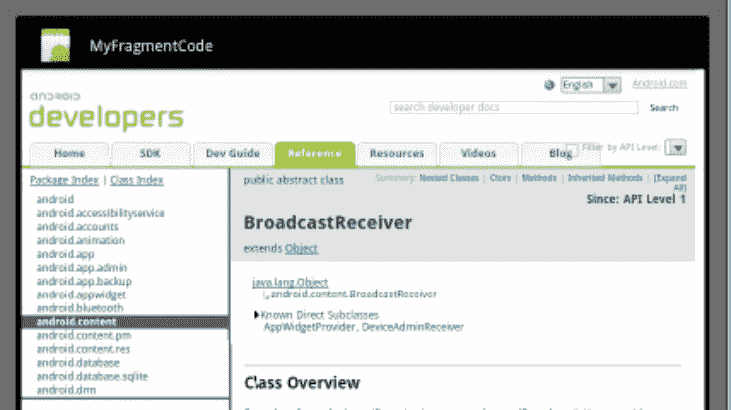 MyFragmentCode
English
Android.com
android
developers
search developer docs
Search
Home
SDK
Dev Guide
Reference
Resources
Videos
Blog
Filter by API Level:
Package Index | Class Index
android
android.accessibilityservice
android.accounts
android.animation
android.app
android.app.admin
android.app.backup
android.appwidget
android.bluetooth
android.content
android.content.pm
android.content.res
android.database
android.database.sqlite
android.drm
public abstract class
Summary: Nested Classes | Ctors | Methods | Inherited Methods | [Expand All]
Since: API Level 1
BroadcastReceiver
extends Object
java.lang.Object
android.content.BroadcastReceiver
Known Direct Subclasses
AppWidgetProvider, DeviceAdminReceiver
Class Overview